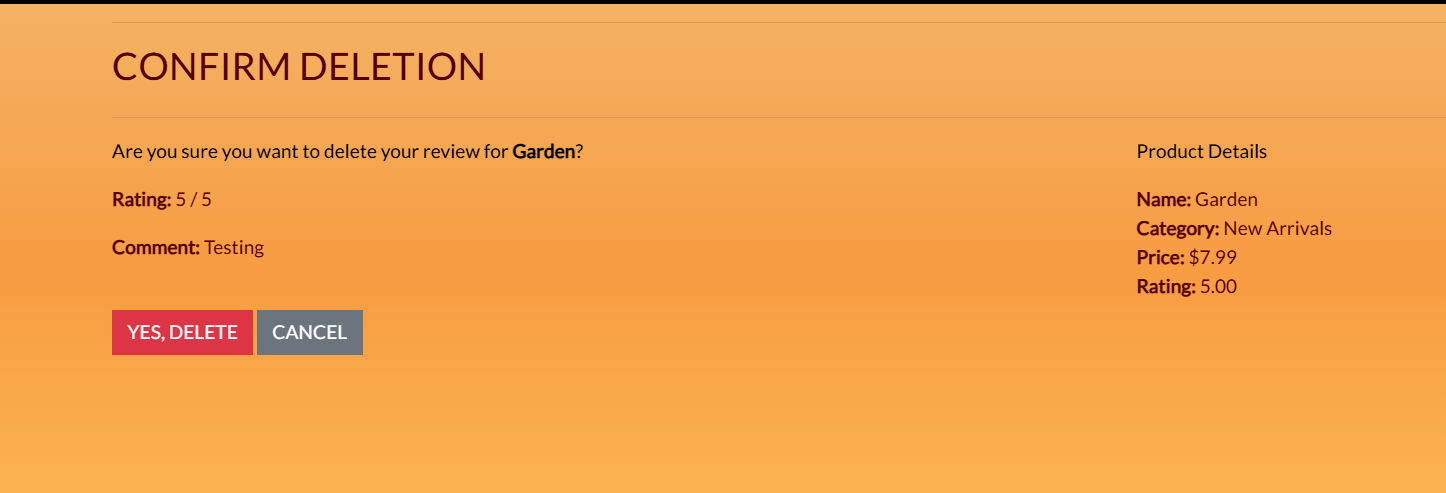 CONFIRM DELETION
Are you sure you want to delete your review for Garden?
Rating: 5 / 5
Comment: Testing
YES, DELETE
CANCEL
Product Details
Name: Garden
Category: New Arrivals
Price: $7.99
Rating: 5.00